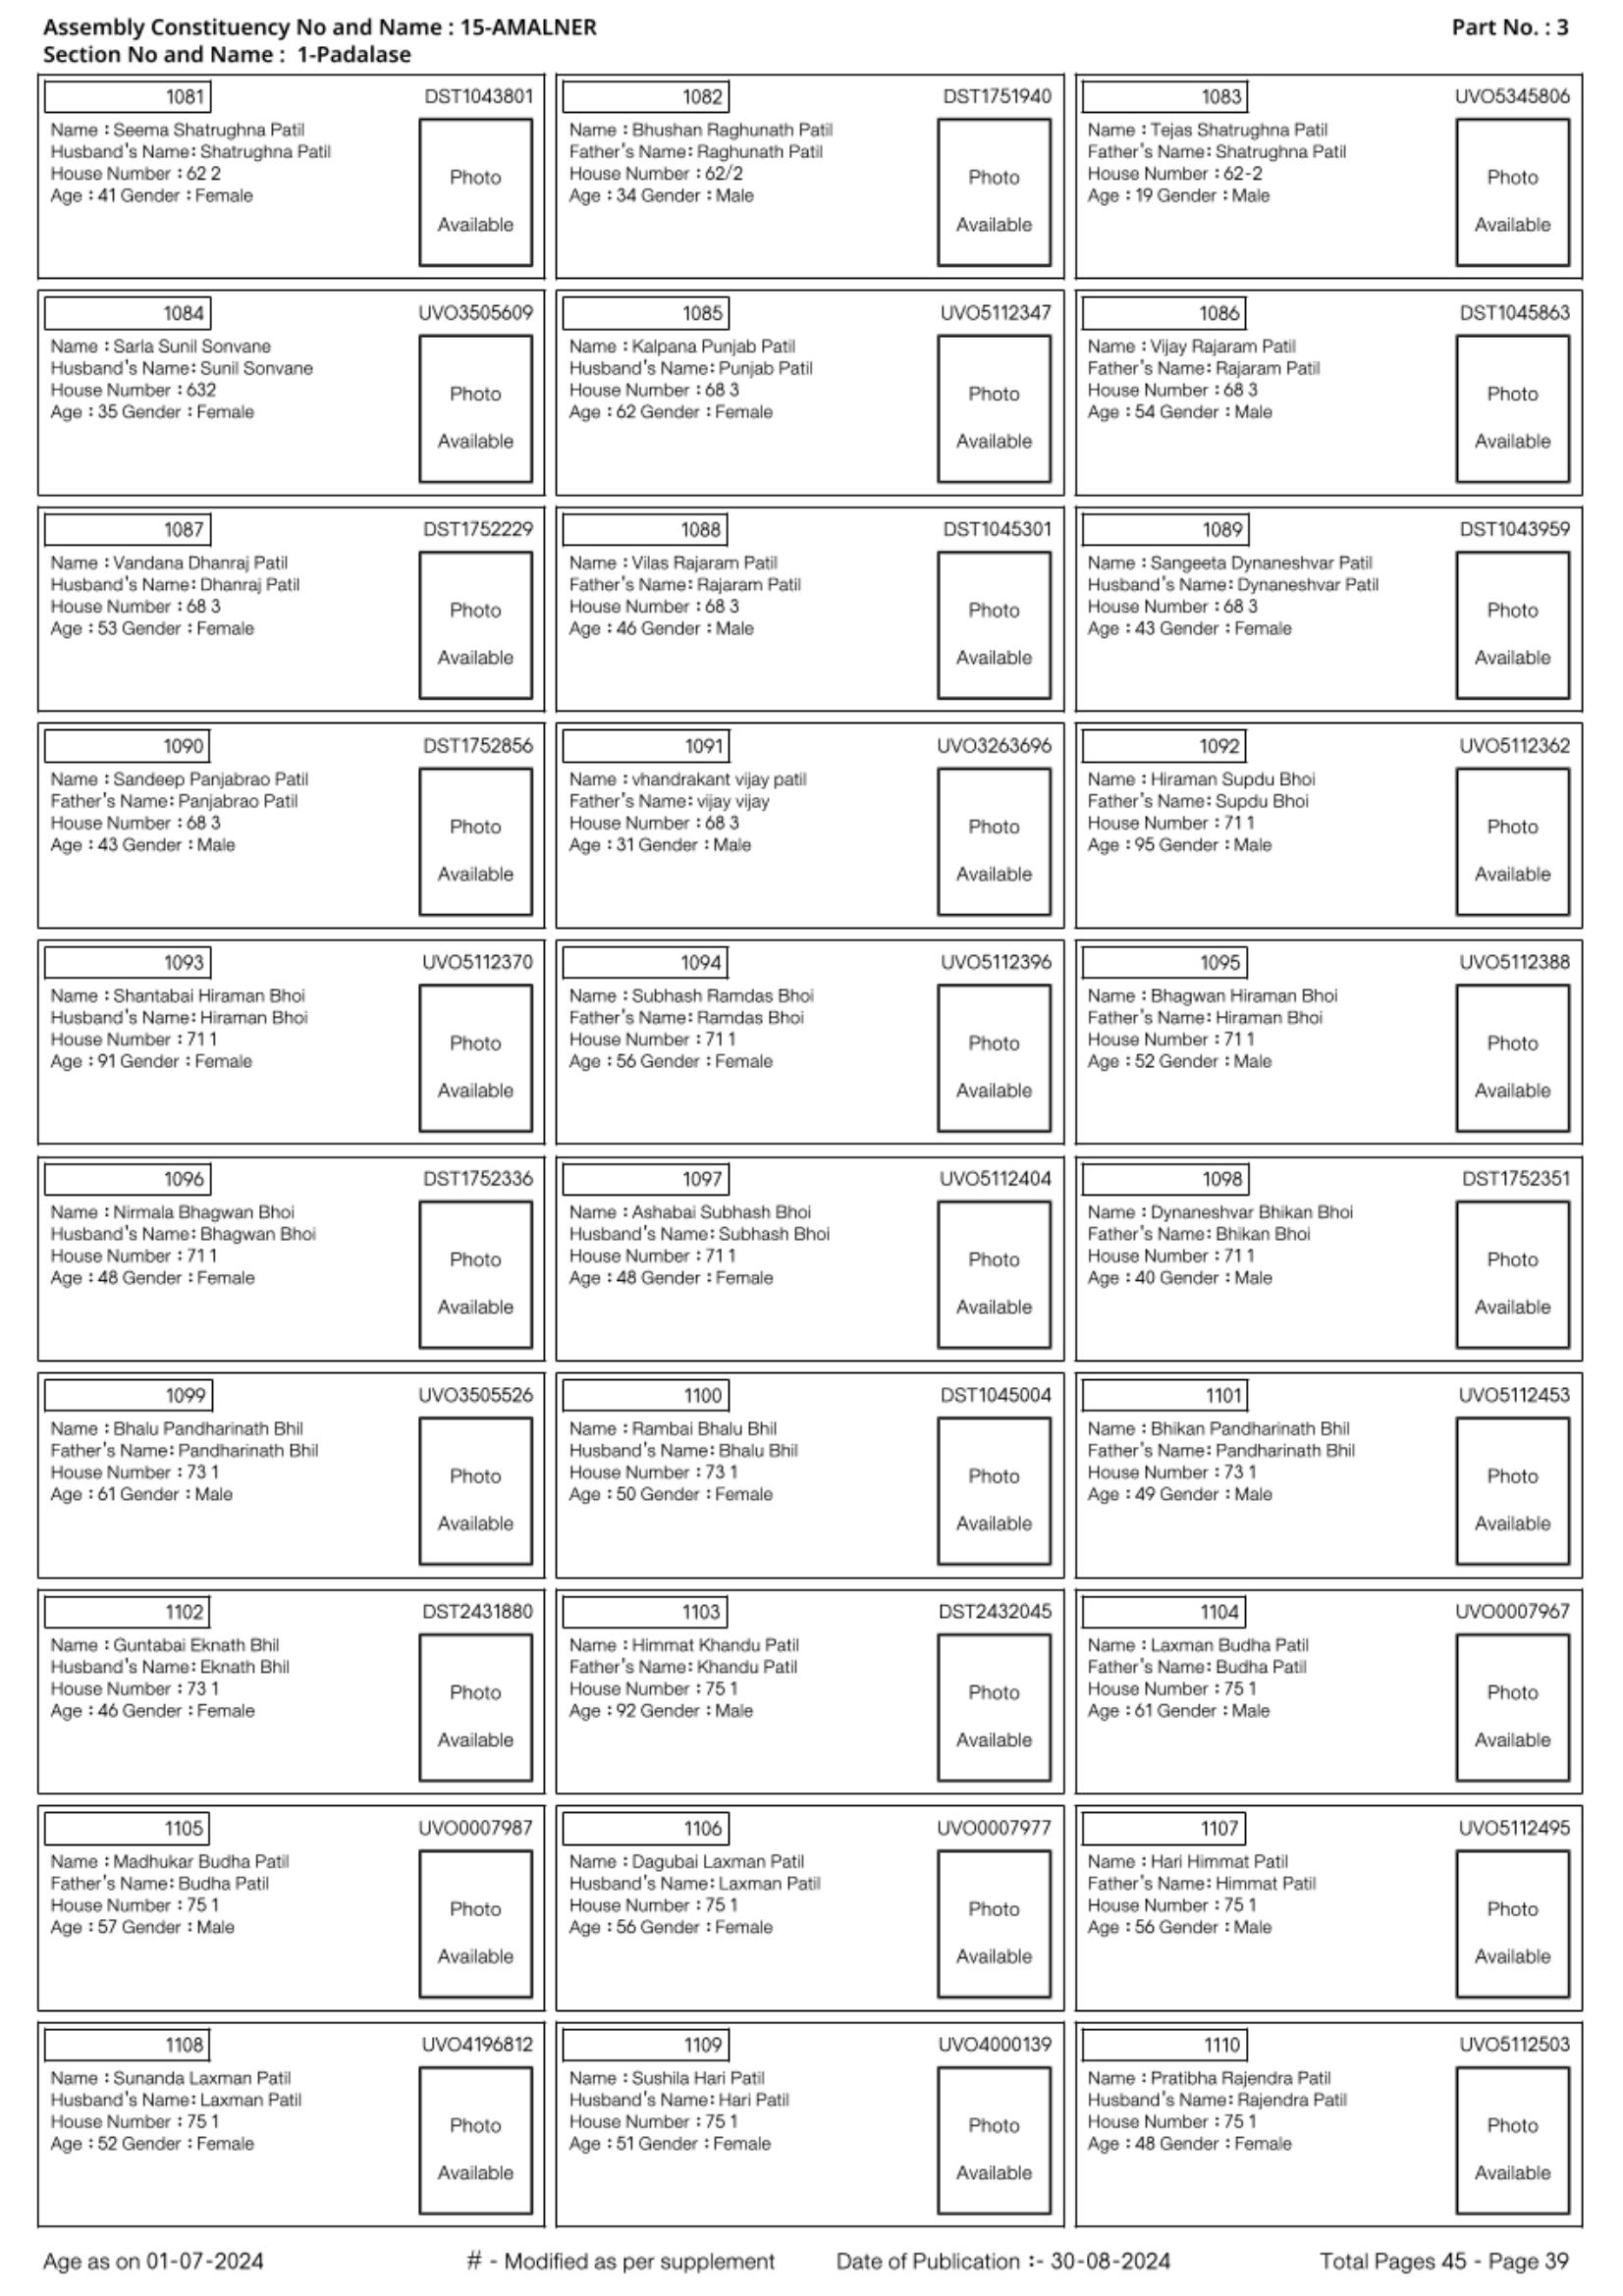 Assembly Constituency No and Name : 15-AMALNER
Part No. : 3
Section No and Name : 1-Padalase
1081
DST1043801
Name : Seema Shatrughna Patil
Husband's Name: Shatrughna Patil
House Number : 62 2
Age : 41 Gender : Female
Photo
Available
1082
DST1751940
Name : Bhushan Raghunath Patil
Father's Name: Raghunath Patil
House Number : 62/2
Age : 34 Gender : Male
Photo
Available
1083
UVO5345806
Name : Tejas Shatrughna Patil
Father's Name: Shatrughna Patil
House Number : 62-2
Age : 19 Gender : Male
Photo
Available
1084
UVO3505609
Name : Sarla Sunil Sonvane
Husband's Name: Sunil Sonvane
House Number : 632
Age : 35 Gender : Female
Photo
Available
1085
UVO5112347
Name : Kalpana Punjab Patil
Husband's Name: Punjab Patil
House Number : 68 3
Age : 62 Gender : Female
Photo
Available
1086
DST1045863
Name : Vijay Rajaram Patil
Father's Name: Rajaram Patil
House Number : 68 3
Age : 54 Gender : Male
Photo
Available
1087
DST1752229
Name : Vandana Dhanraj Patil
Husband's Name: Dhanraj Patil
House Number : 68 3
Age : 53 Gender : Female
Photo
Available
1088
DST1045301
Name : Vilas Rajaram Patil
Father's Name: Rajaram Patil
House Number : 68 3
Age : 46 Gender : Male
Photo
Available
1089
DST1043959
Name : Sangeeta Dynaneshvar Patil
Husband's Name: Dynaneshvar Patil
House Number : 68 3
Age : 43 Gender : Female
Photo
Available
1090
DST1752856
Name : Sandeep Panjabrao Patil
Father's Name: Panjabrao Patil
House Number : 68 3
Age : 43 Gender : Male
Photo
Available
1091
UVO3263696
Name : vhandrakant vijay patil
Father's Name: vijay vijay
House Number : 68 3
Age : 31 Gender : Male
Photo
Available
1092
UVO5112362
Name : Hiraman Supdu Bhoi
Father's Name: Supdu Bhoi
House Number : 71 1
Age : 95 Gender : Male
Photo
Available
1093
UVO5112370
Name : Shantabai Hiraman Bhoi
Husband's Name: Hiraman Bhoi
House Number : 71 1
Age : 91 Gender : Female
Photo
Available
1094
UVO5112396
Name : Subhash Ramdas Bhoi
Father's Name: Ramdas Bhoi
House Number : 71 1
Age : 56 Gender : Female
Photo
Available
1095
UVO5112388
Name : Bhagwan Hiraman Bhoi
Father's Name: Hiraman Bhoi
House Number : 71 1
Age : 52 Gender : Male
Photo
Available
1096
DST1752336
Name : Nirmala Bhagwan Bhoi
Husband's Name: Bhagwan Bhoi
House Number : 71 1
Age : 48 Gender : Female
Photo
Available
1097
UVO5112404
Name : Ashabai Subhash Bhoi
Husband's Name: Subhash Bhoi
House Number : 71 1
Age : 48 Gender : Female
Photo
Available
1098
DST1752351
Name : Dynaneshvar Bhikan Bhoi
Father's Name: Bhikan Bhoi
House Number : 71 1
Age : 40 Gender : Male
Photo
Available
1099
UVO3505526
Name : Bhalu Pandharinath Bhil
Father's Name: Pandharinath Bhil
House Number : 73 1
Age : 61 Gender : Male
Photo
Available
1100
DST1045004
Name : Rambai Bhalu Bhil
Husband's Name: Bhalu Bhil
House Number : 73 1
Age : 50 Gender : Female
Photo
Available
1101
UVO5112453
Name : Bhikan Pandharinath Bhil
Father's Name: Pandharinath Bhil
House Number : 73 1
Age : 49 Gender : Male
Photo
Available
1102
DST2431880
Name : Guntabai Eknath Bhil
Husband's Name: Eknath Bhil
House Number : 73 1
Age : 46 Gender : Female
Photo
Available
1103
DST2432045
Name : Himmat Khandu Patil
Father's Name: Khandu Patil
House Number : 75 1
Age : 92 Gender : Male
Photo
Available
1104
UVO0007967
Name : Laxman Budha Patil
Father's Name: Budha Patil
House Number : 75 1
Age : 61 Gender : Male
Photo
Available
1105
UVO0007987
Name : Madhukar Budha Patil
Father's Name: Budha Patil
House Number : 75 1
Age : 57 Gender : Male
Photo
Available
1106
UVO0007977
Name : Dagubai Laxman Patil
Husband's Name: Laxman Patil
House Number : 75 1
Age : 56 Gender : Female
Photo
Available
1107
UVO5112495
Name : Hari Himmat Patil
Father's Name: Himmat Patil
House Number : 75 1
Age : 56 Gender : Male
Photo
Available
1108
UVO4196812
Name : Sunanda Laxman Patil
Husband's Name: Laxman Patil
House Number : 75 1
Age : 52 Gender : Female
Photo
Available
1109
UVO4000139
Name : Sushila Hari Patil
Husband's Name: Hari Patil
House Number : 75 1
Age : 51 Gender : Female
Photo
Available
1110
UVO5112503
Name : Pratibha Rajendra Patil
Husband's Name: Rajendra Patil
House Number : 75 1
Age : 48 Gender : Female
Photo
Available
Age as on 01-07-2024
# - Modified as per supplement
Date of Publication :- 30-08-2024
Total Pages 45 - Page 39